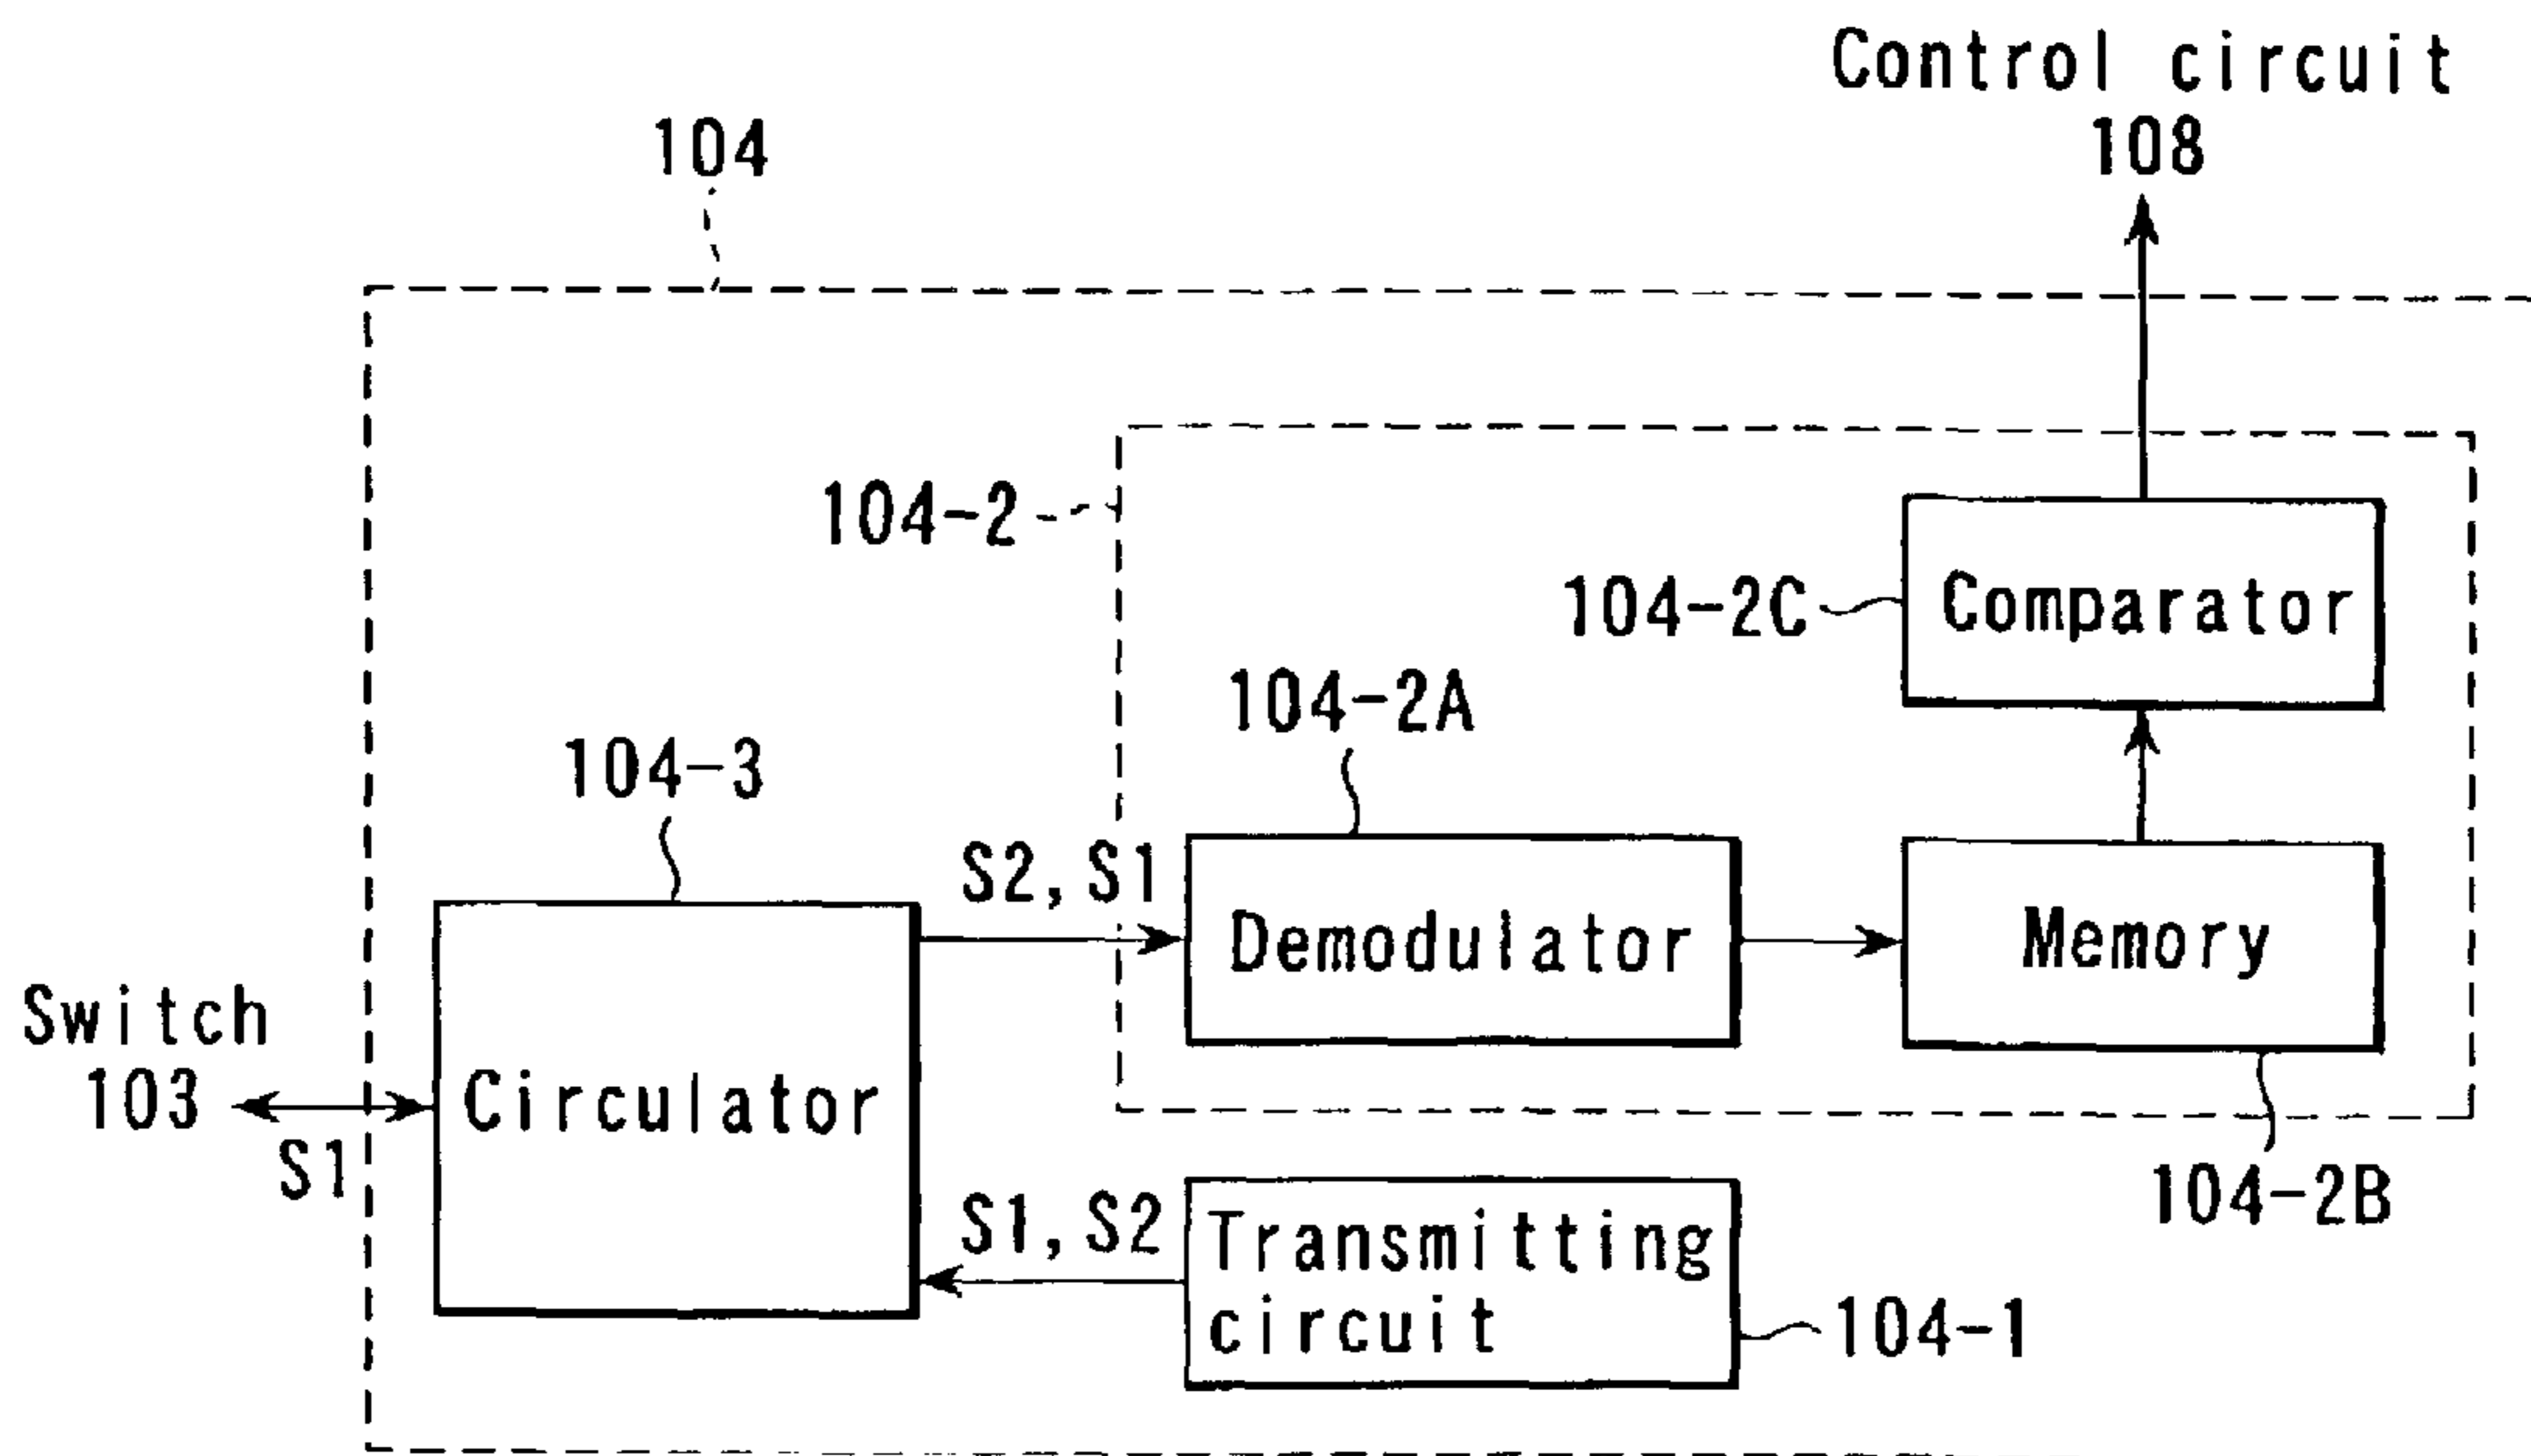 Control circuit
108
104
104-2
104-2C
Comparator
104-2A
104-3
S2, S1
Demodulator
Memory
Switch
103
S1
Circulator
104-2B
S1, S2
Transmitting
circuit
104-1